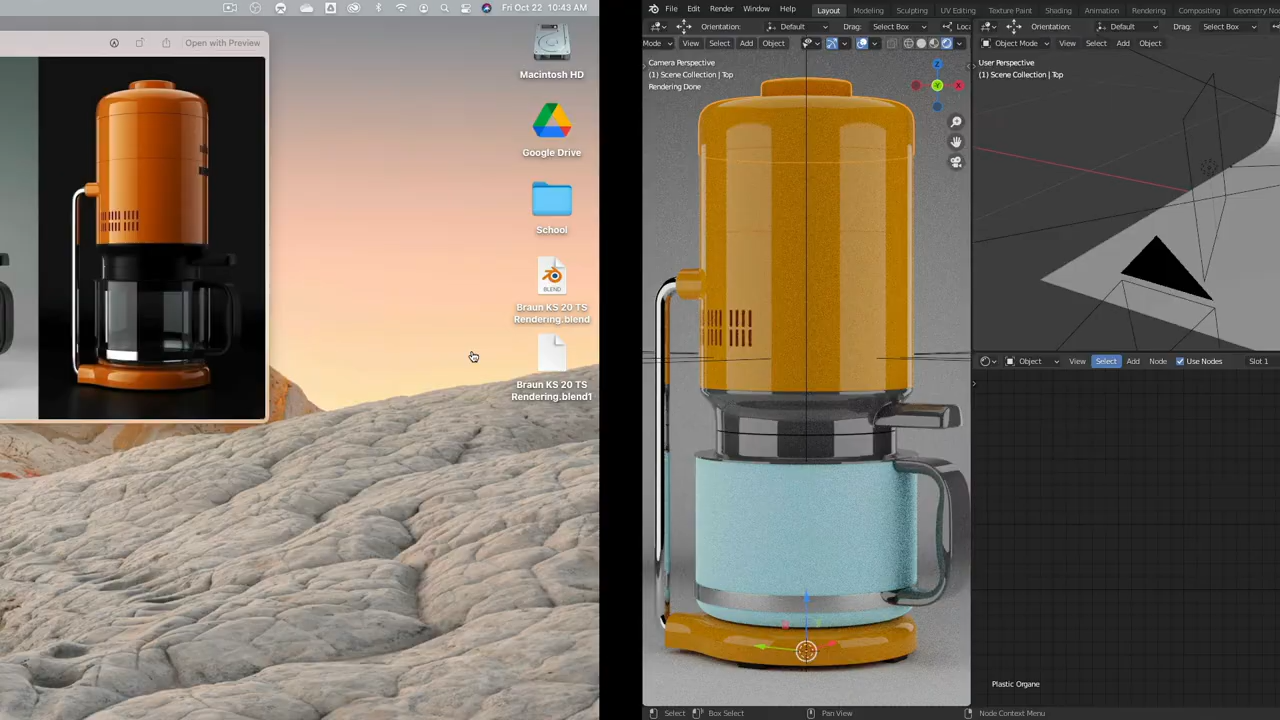 Fri Oct 22 10:43 AM
Open with Preview
Macintosh HD
Google Drive
School
BLEND
Braun KS 20 TS
Rendering.blend
Braun KS 20 TS
Rendering.blend1
File Edit Render Window Help Layout Modeling Sculpting UV Editing Texture Paint Shading Animation Rendering Compositing Geometry No
Orientation: Default Drag: Select Box Loc
Orientation: Default Drag: Select Box
Mode View Select Add Object
Object Mode View Select Add Object
Camera Perspective
(1) Scene Collection | Top
Rendering Done
Z
Y
X
User Perspective
(1) Scene Collection | Top
Object View Select Add Node Use Nodes Slot 1
Plastic Organe
Select Box Select Pan View Node Context Menu